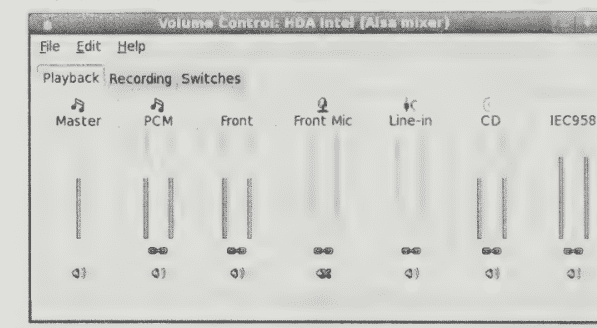 Volume Control: HDA Intel (Alsa mixer)
File Edit Help
Playback Recording Switches
Master PCM Front Front Mic Line-in CD IEC958